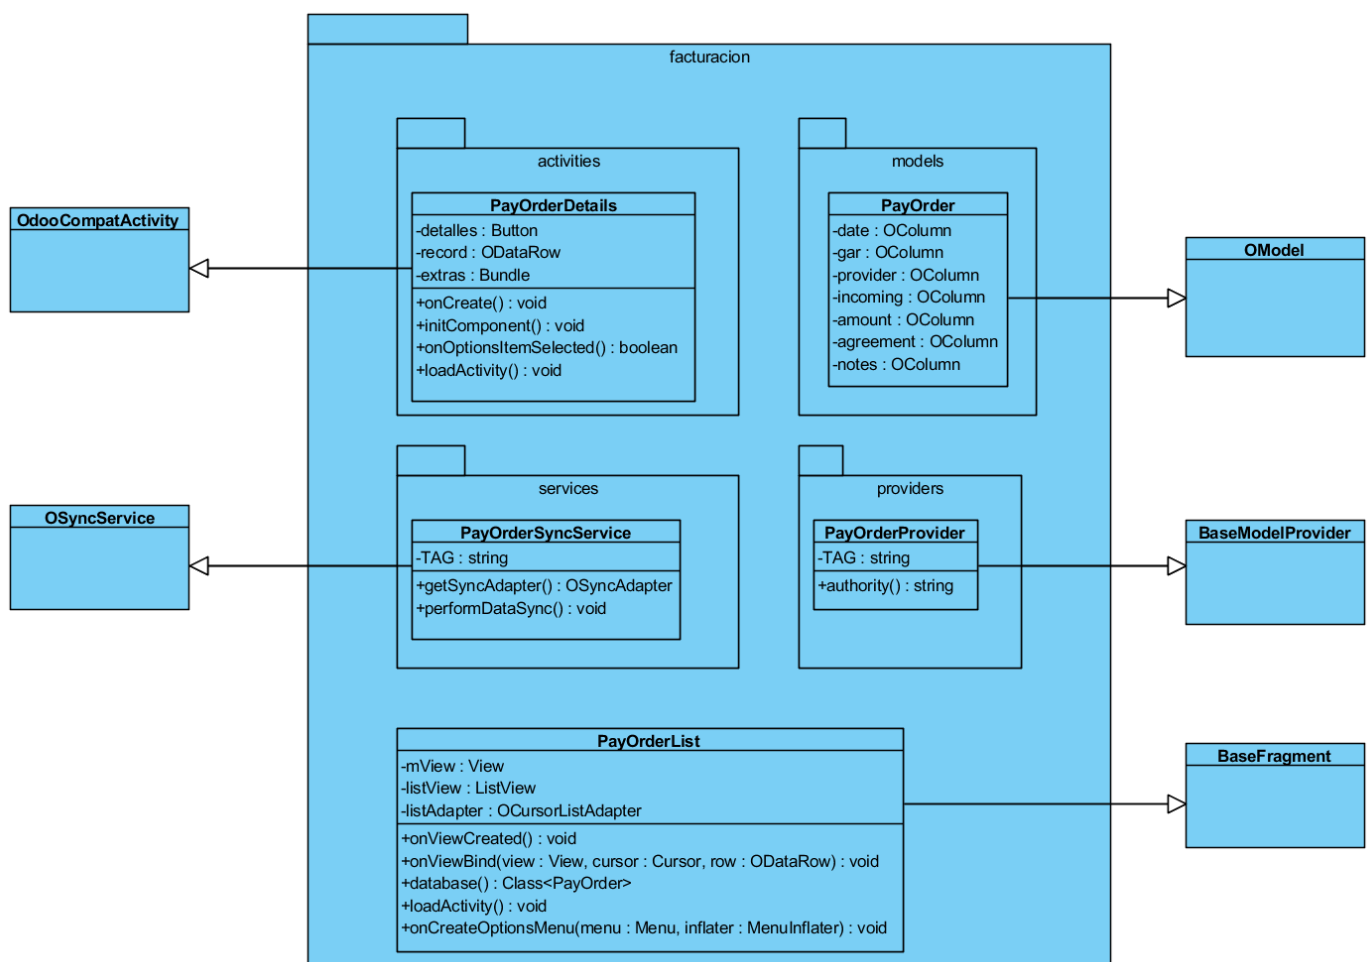 facturacion
activities
PayOrderDetails
-detalles : Button
-record : ODataRow
-extras : Bundle
+onCreate() : void
+initComponent() : void
+onOptionsItemSelected() : boolean
+loadActivity() : void
models
PayOrder
-date : OColumn
-gar : OColumn
-provider : OColumn
-incoming : OColumn
-amount : OColumn
-agreement : OColumn
-notes : OColumn
OdooCompatActivity
OModel
services
PayOrderSyncService
-TAG : string
+getSyncAdapter() : OSyncAdapter
+performDataSync() : void
providers
PayOrderProvider
-TAG : string
+authority() : string
OSyncService
BaseModelProvider
PayOrderList
-mView : View
-listView : ListView
-listAdapter : OCursorListAdapter
+onViewCreated() : void
+onViewBind(view : View, cursor : Cursor, row : ODataRow) : void
+database() : Class<PayOrder>
+loadActivity() : void
+onCreateOptionsMenu(menu : Menu, inflater : MenuInflater) : void
BaseFragment